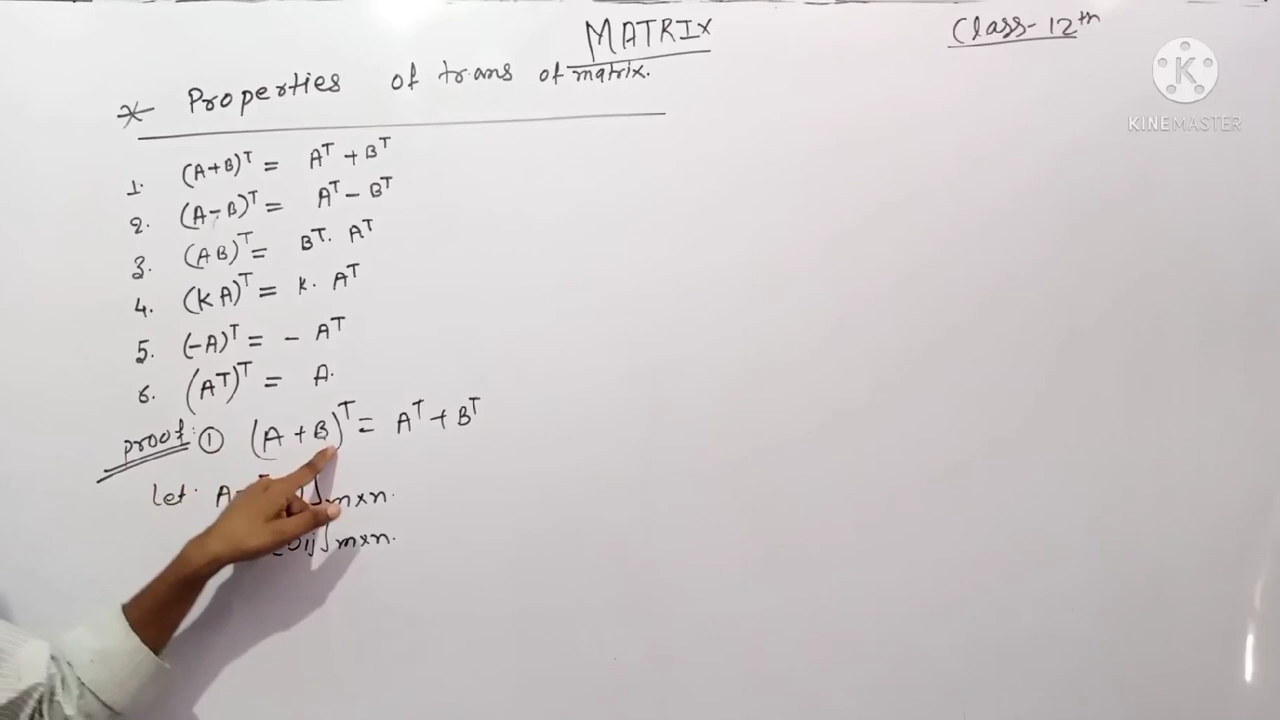 MATRIX
Class- 12th
* Properties of trans of matrix.
1. (A+B)ᵀ = Aᵀ + Bᵀ
2. (A-B)ᵀ = Aᵀ - Bᵀ
3. (AB)ᵀ = Bᵀ. Aᵀ
4. (KA)ᵀ = K. Aᵀ
5. (-A)ᵀ = - Aᵀ
6. (Aᵀ)ᵀ = A.
proof: ① (A + B)ᵀ = Aᵀ + Bᵀ
let A m×n.
ij]m×n.
KINEMASTER